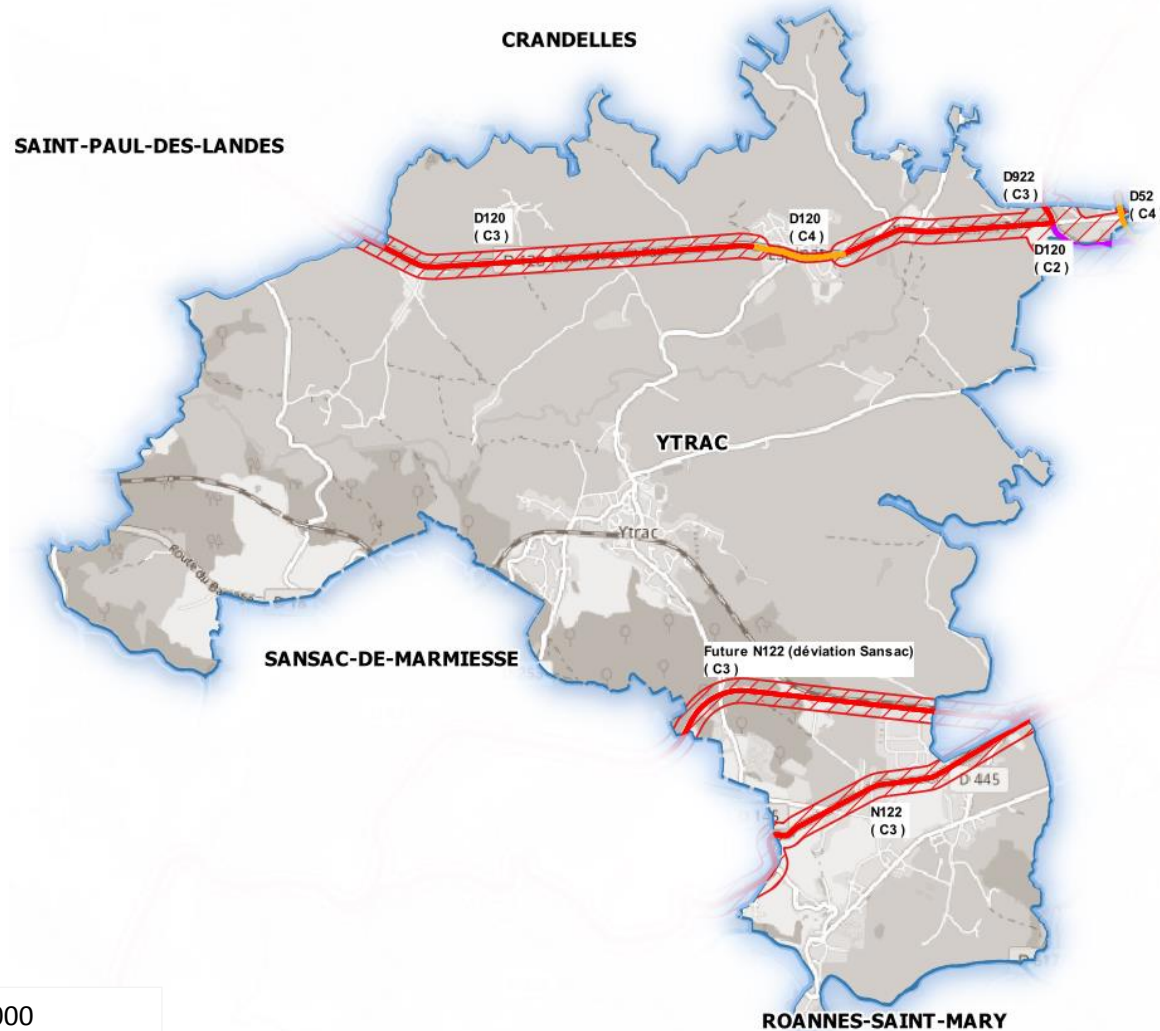 CRANDELLES
SAINT-PAUL-DES-LANDES
D922
( C3 )
D52
( C4
D120
( C3 )
D120
( C4 )
D120
( C2 )
YTRAC
Ytrac
SANSAC-DE-MARMIESSE
Future N122 (déviation Sansac)
( C3 )
D 445
N122
( C3 )
000
ROANNES-SAINT-MARY